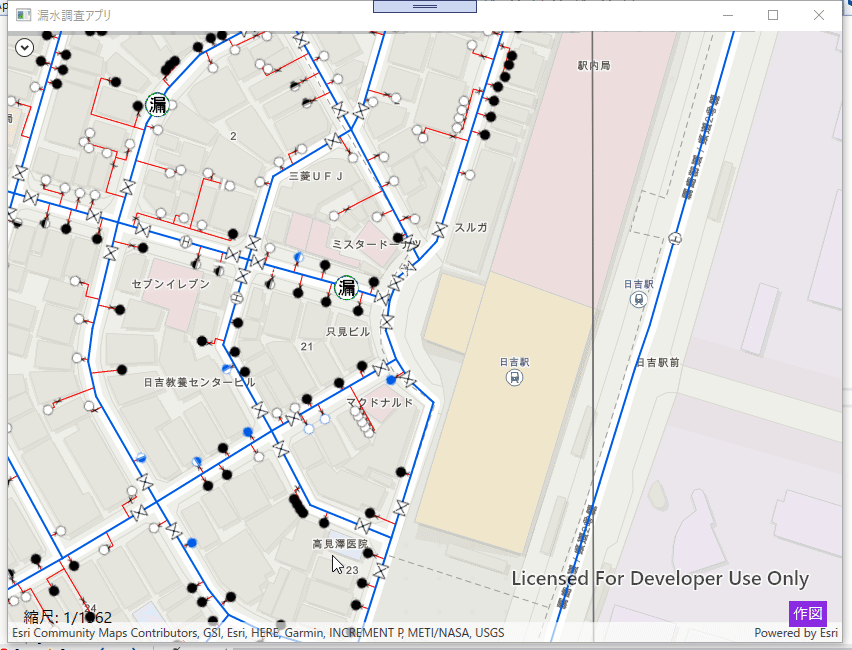 漏水調査アプリ
駅内局
漏
2
三菱ＵＦＪ
スルガ
ミスタードーナツ
セブンイレブン
漏
日吉駅
只見ビル
21
日吉駅
日吉駅前
日吉教養センタービル
マクドナルド
高見澤医院
23
Licensed For Developer Use Only
24
縮尺: 1/1062
作図
Esri Community Maps Contributors, GSI, Esri, HERE, Garmin, INCREMENT P, METI/NASA, USGS
Powered by Esri